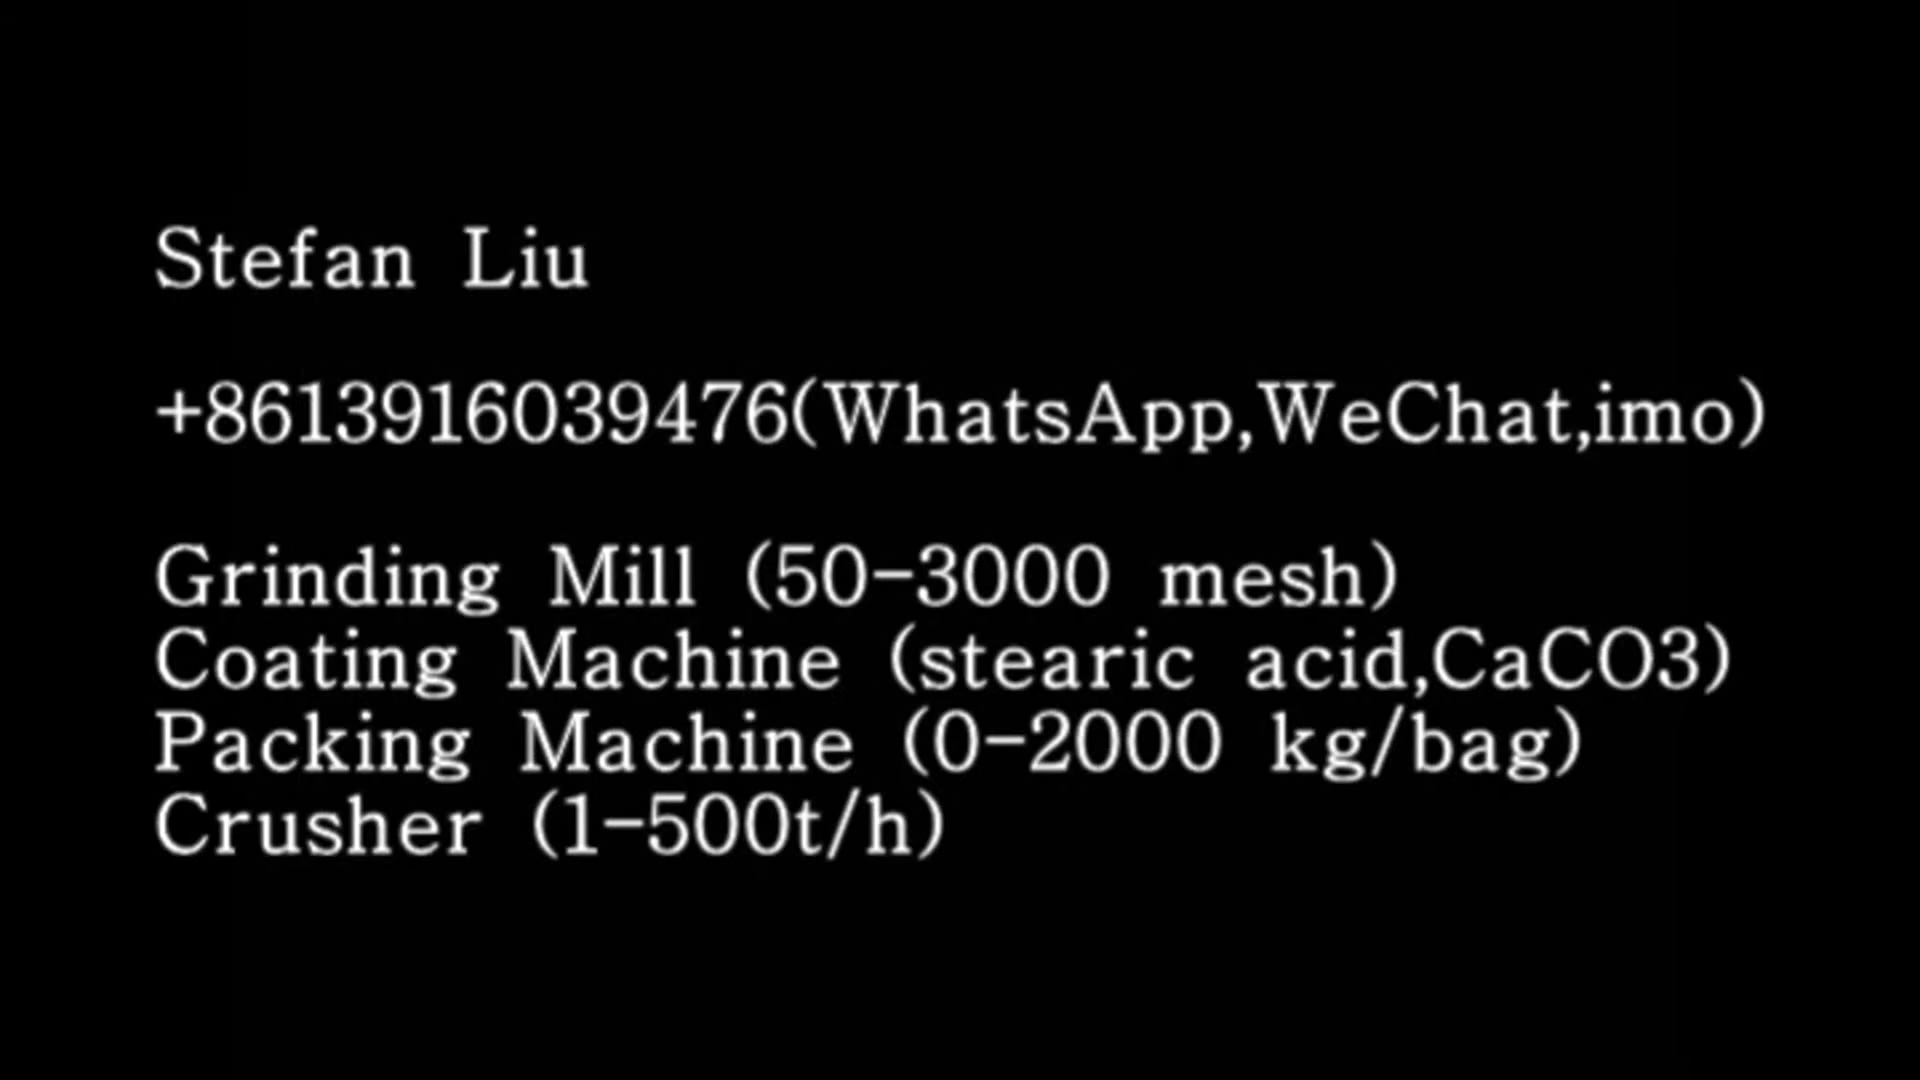 Stefan Liu
+8613916039476(WhatsApp,WeChat,imo)
Grinding Mill (50-3000 mesh)
Coating Machine (stearic acid,CaCO3)
Packing Machine (0-2000 kg/bag)
Crusher (1-500t/h)